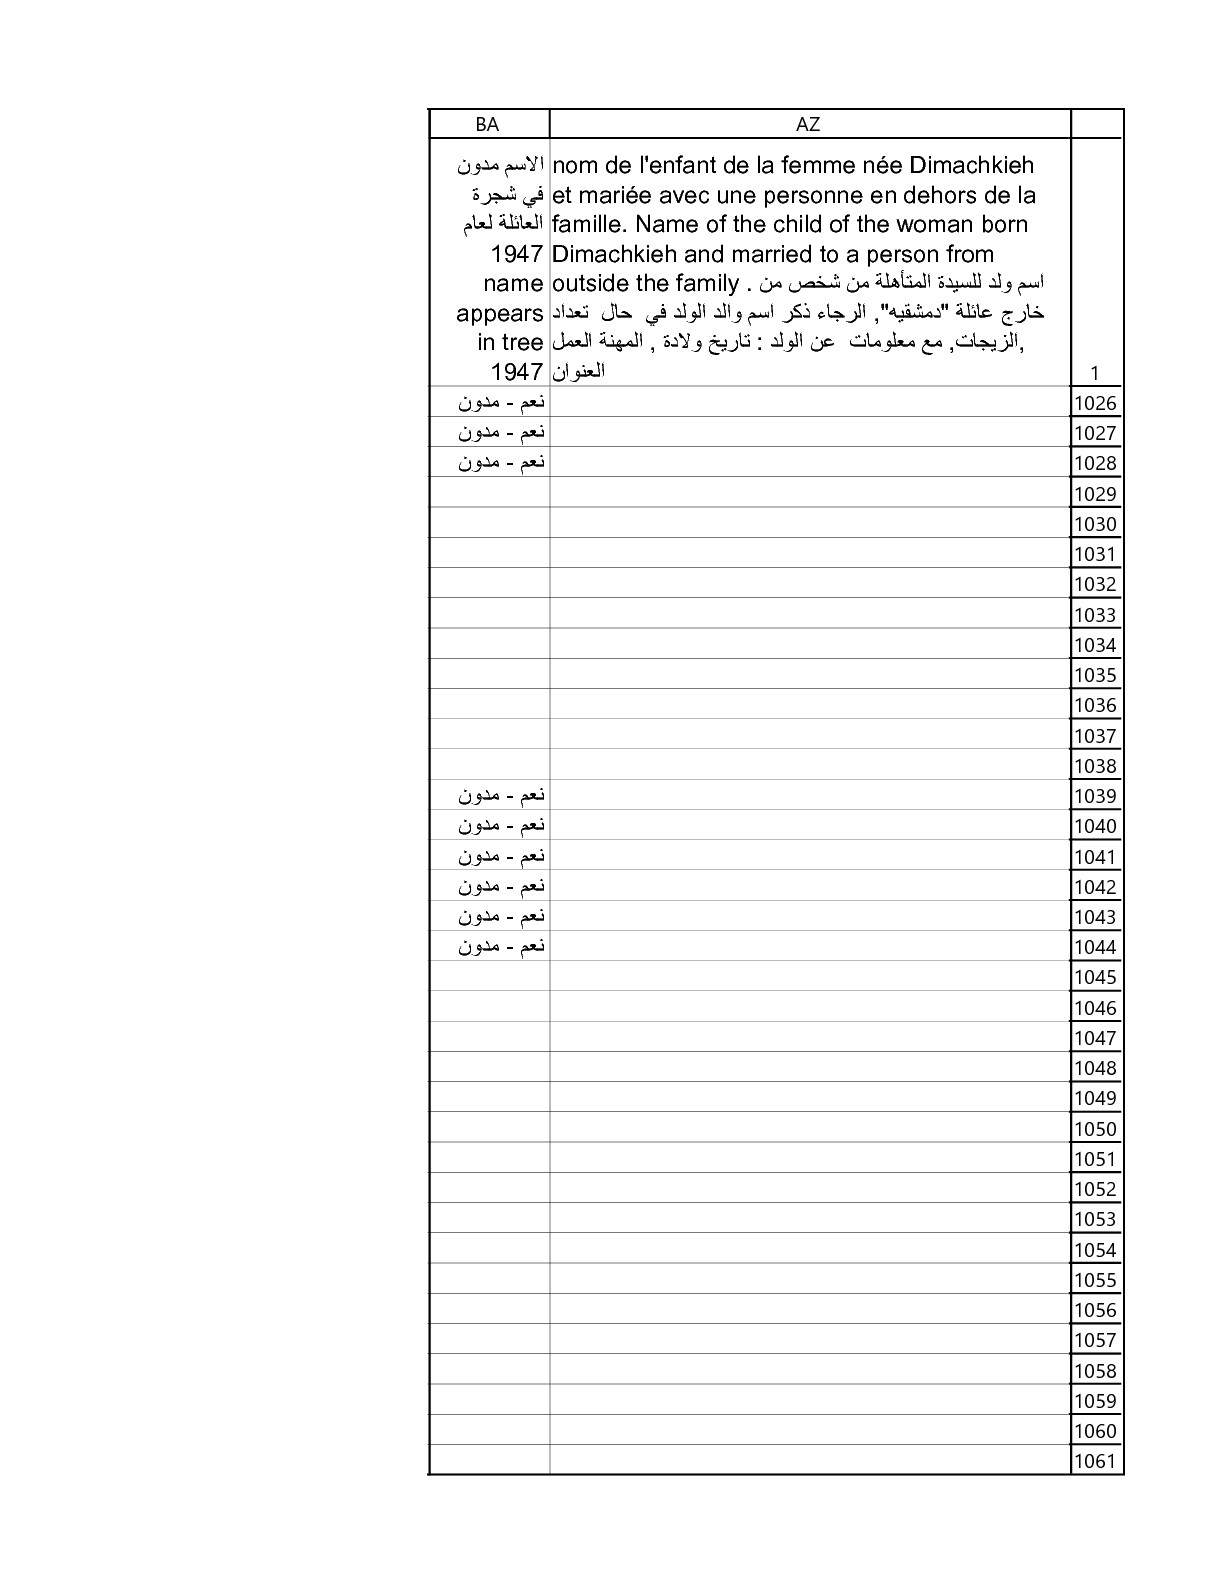 BA AZ
الاسم مدون
في شجرة
العائلة لعام
1947
name
appears
in tree
1947
nom de l'enfant de la femme née Dimachkieh
et mariée avec une personne en dehors de la
famille. Name of the child of the woman born
Dimachkieh and married to a person from
outside the family . اسم ولد للسيدة المتأهلة من شخص من
خارج عائلة "دمشقيه", الرجاء ذكر اسم والد الولد في حال تعداد
الزيجات, مع معلومات عن الولد : تاريخ ولادة , المهنة العمل,
العنوان
1
نعم - مدون 1026
نعم - مدون 1027
نعم - مدون 1028
1029
1030
1031
1032
1033
1034
1035
1036
1037
1038
نعم - مدون 1039
نعم - مدون 1040
نعم - مدون 1041
نعم - مدون 1042
نعم - مدون 1043
نعم - مدون 1044
1045
1046
1047
1048
1049
1050
1051
1052
1053
1054
1055
1056
1057
1058
1059
1060
1061